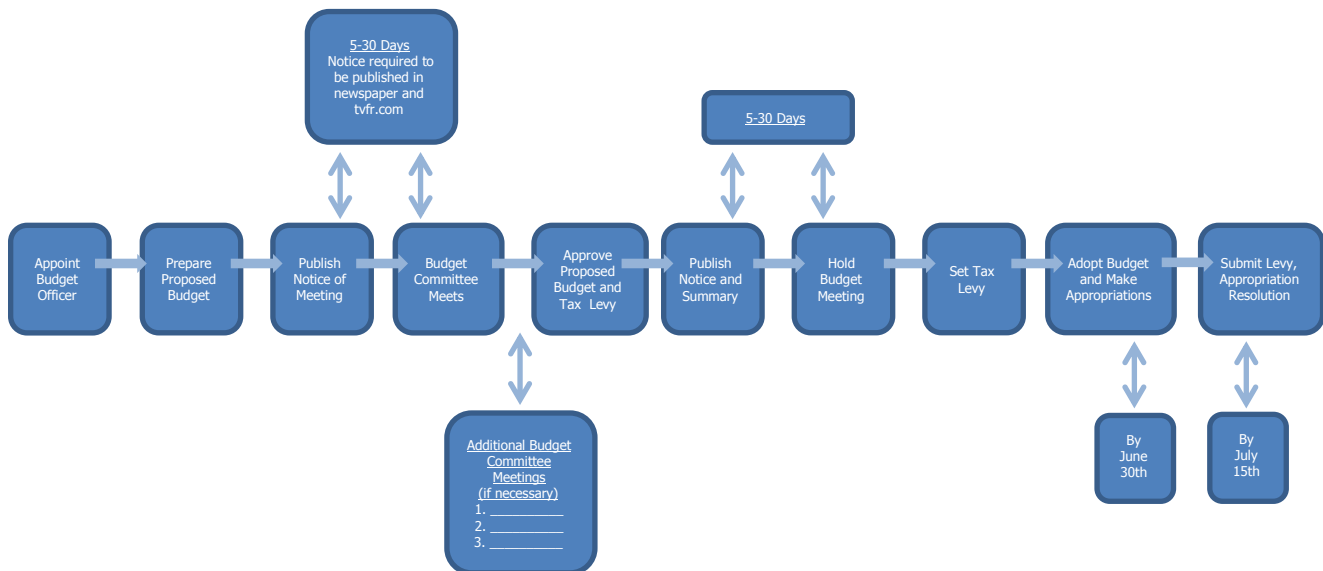 5-30 Days
Notice required to
be published in
newspaper and
tvfr.com
5-30 Days
Appoint
Budget
Officer
Prepare
Proposed
Budget
Publish
Notice of
Meeting
Budget
Committee
Meets
Approve
Proposed
Budget and
Tax Levy
Publish
Notice and
Summary
Hold
Budget
Meeting
Set Tax
Levy
Adopt Budget
and Make
Appropriations
Submit Levy,
Appropriation
Resolution
Additional Budget
Committee
Meetings
(if necessary)
1. __________
2. __________
3. __________
By
June
30th
By
July
15th